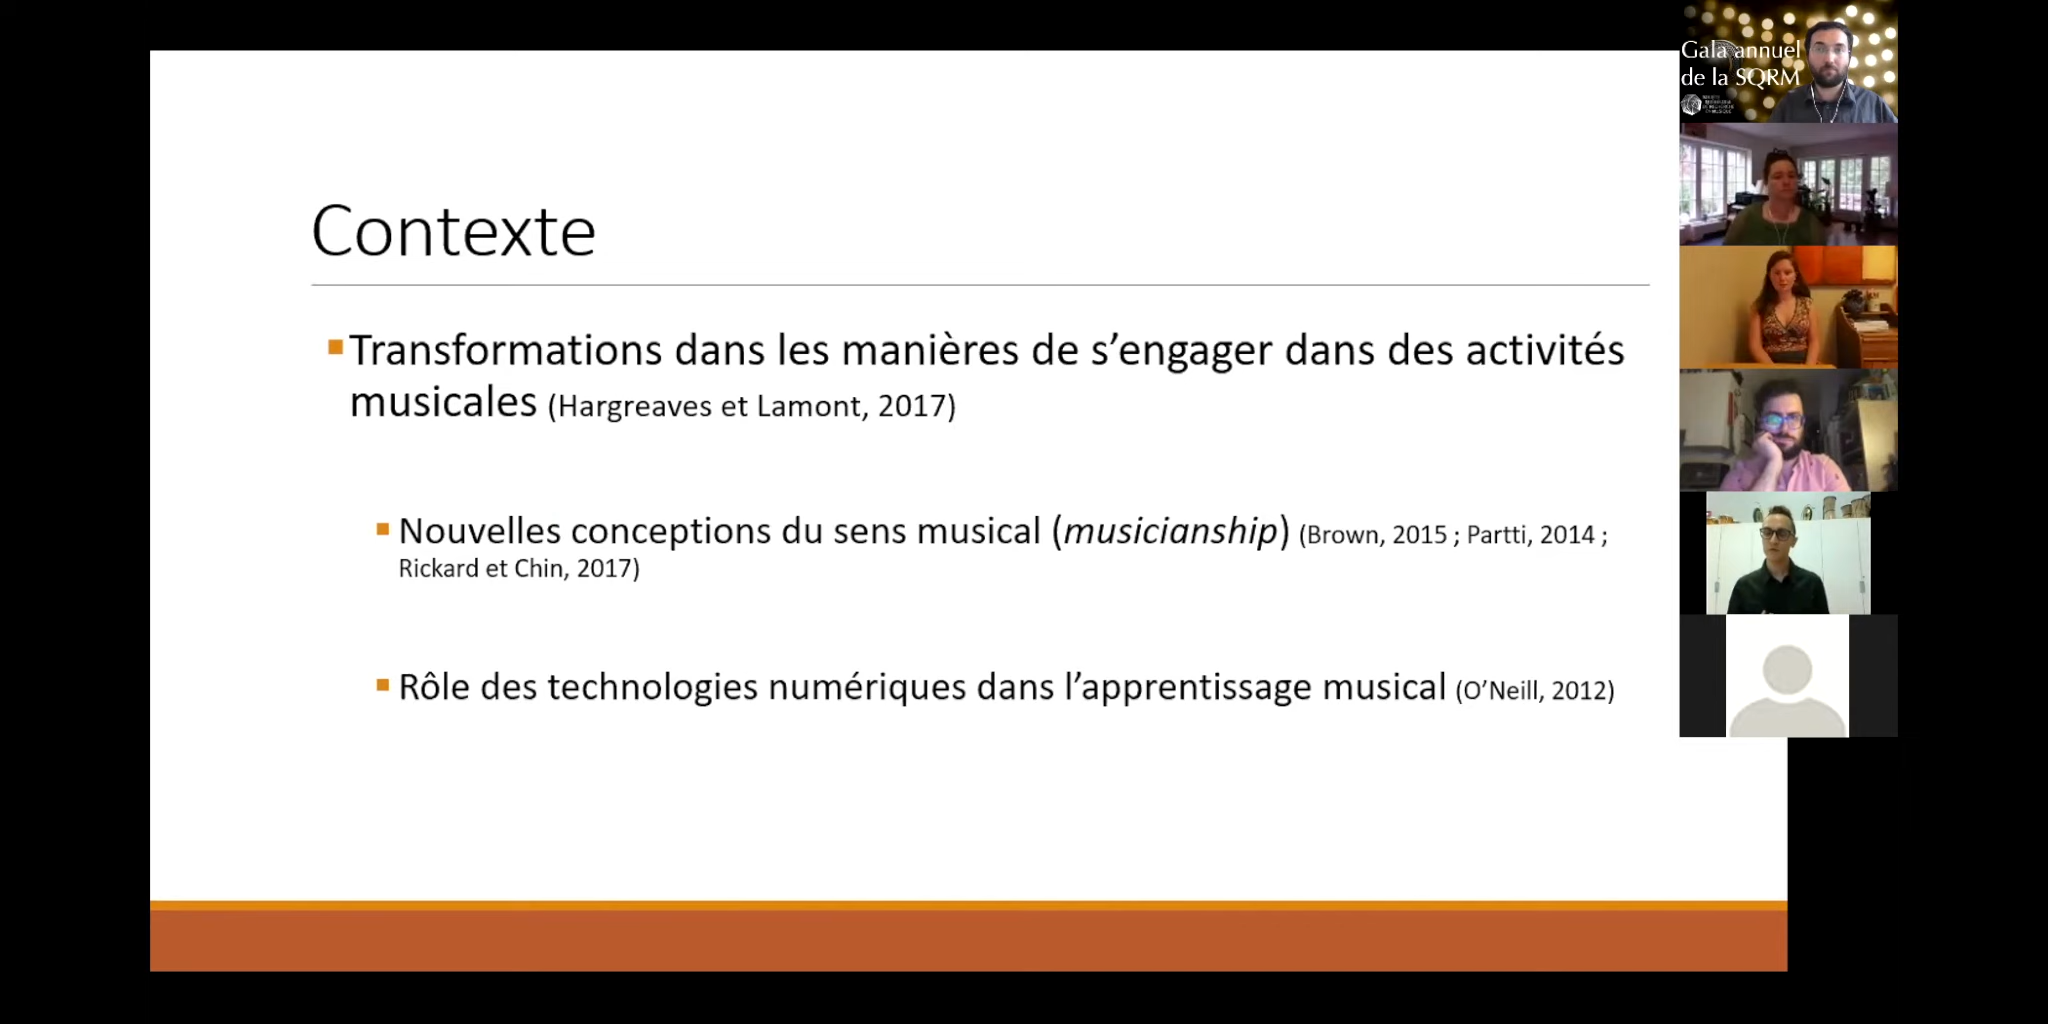 Gala annuel
de la SQRM
Contexte
▪Transformations dans les manières de s’engager dans des activités
musicales (Hargreaves et Lamont, 2017)
▪Nouvelles conceptions du sens musical (musicianship) (Brown, 2015 ; Partti, 2014 ;
Rickard et Chin, 2017)
▪Rôle des technologies numériques dans l’apprentissage musical (O’Neill, 2012)